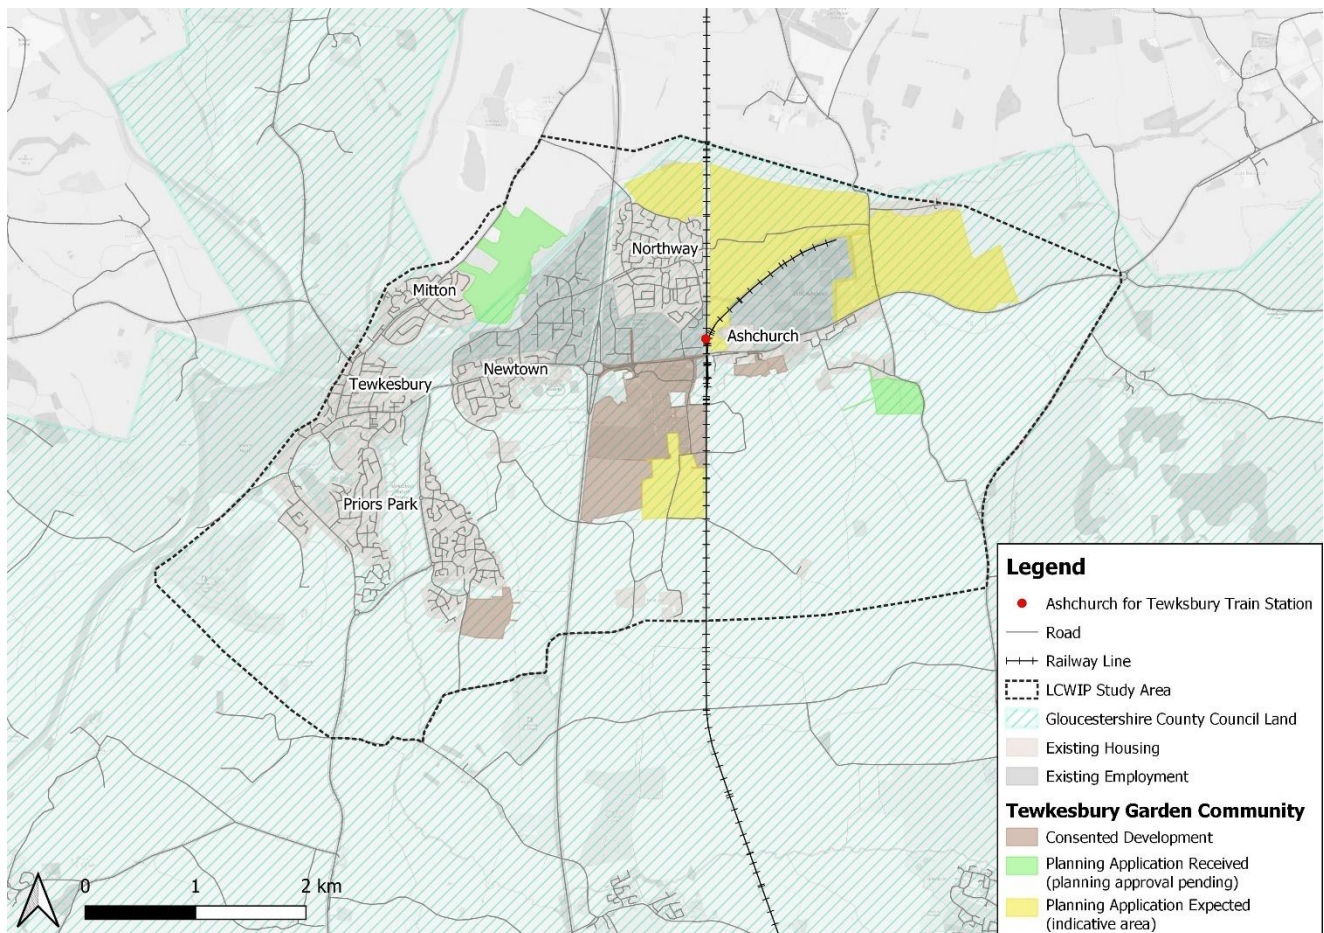 Northway
Mitton
Ashchurch
Newtown
Tewkesbury
Priors Park
Legend
Ashchurch for Tewksbury Train Station
Road
Railway Line
LCWIP Study Area
Gloucestershire County Council Land
Existing Housing
Existing Employment
Tewkesbury Garden Community
Consented Development
Planning Application Received
(planning approval pending)
Planning Application Expected
(indicative area)
0 1 2 km